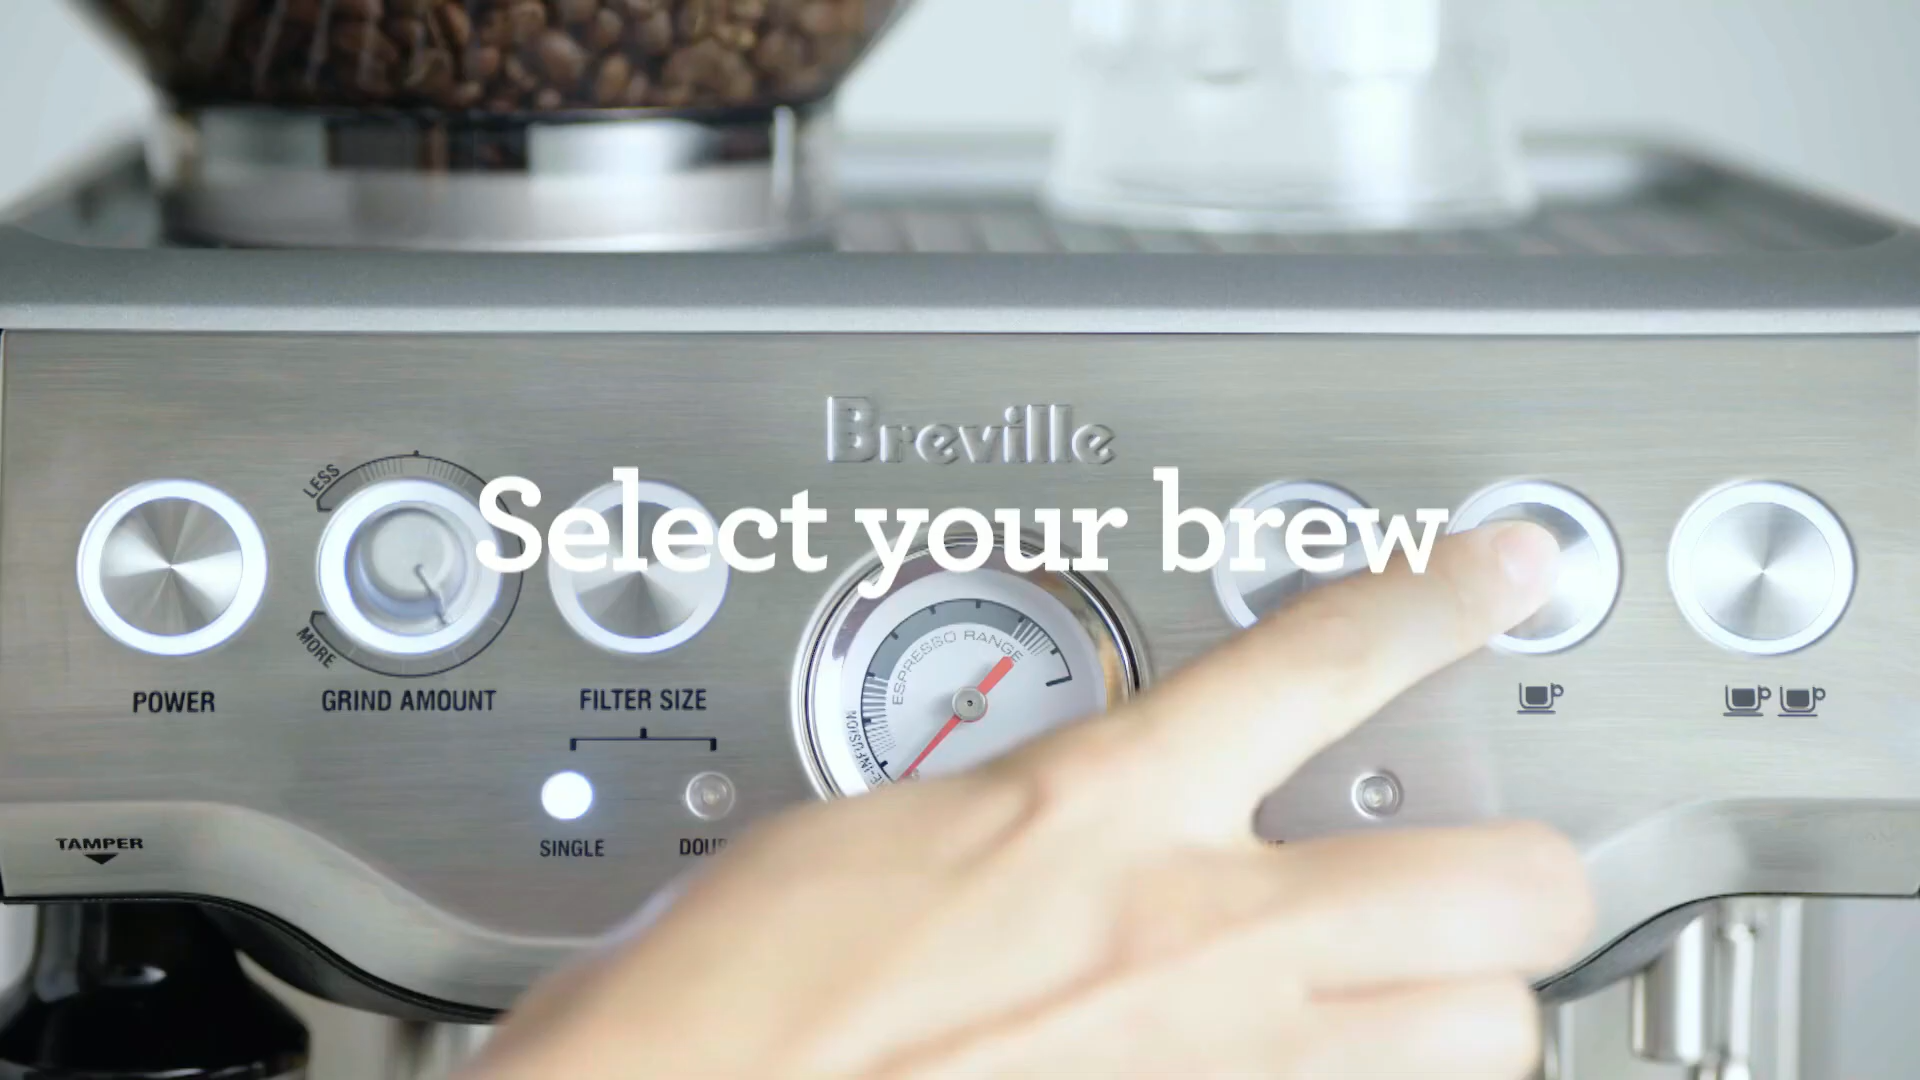 Breville
Select your brew
LESS
MORE
ESPRESSO RANGE
POWER
GRIND AMOUNT
FILTER SIZE
SINGLE
TAMPER